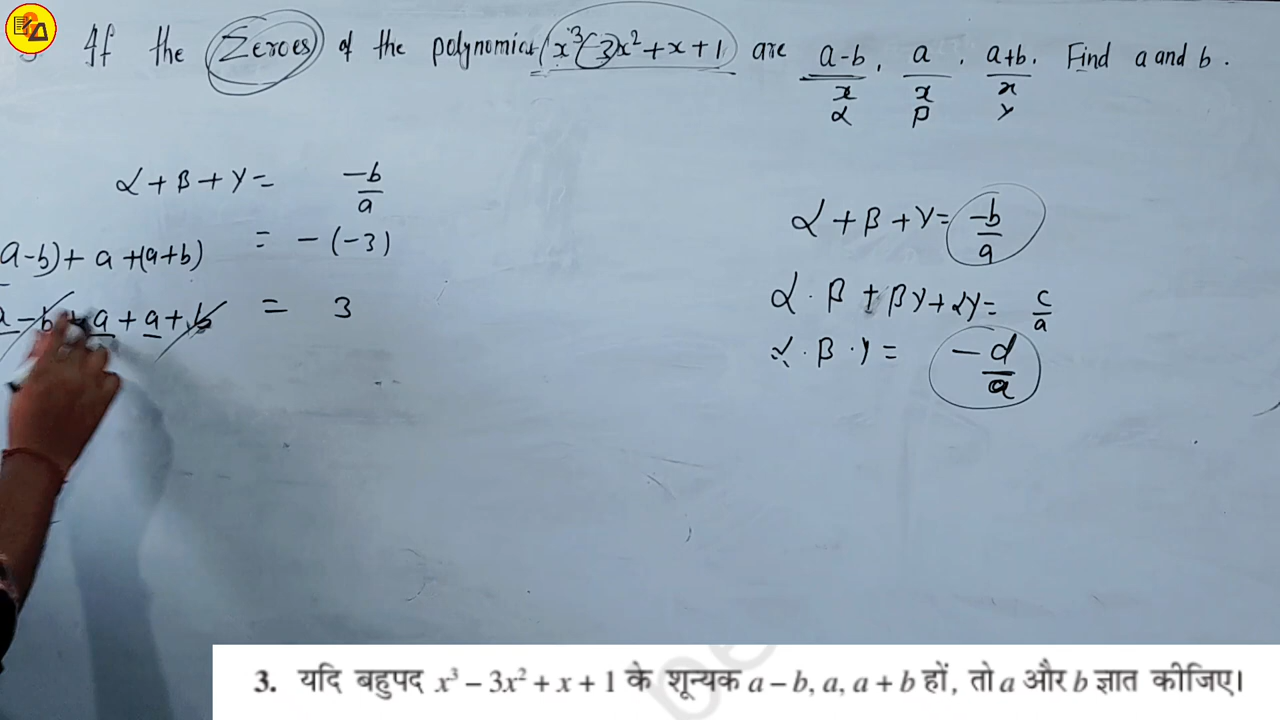 If the Zeroes of the polynomial x³-3x²+x+1 are a-b, a, a+b. Find a and b.
x x x
α β γ
α+β+γ= -b/a
a-b)+a+(a+b) = -(-3)
a-b+a+a+b = 3
α+β+γ= -b/a
α·β+βγ+αγ= c/a
α·β·γ= -d/a
3. यदि बहुपद x³ – 3x² + x + 1 के शून्यक a – b, a, a + b हों, तो a और b ज्ञात कीजिए।